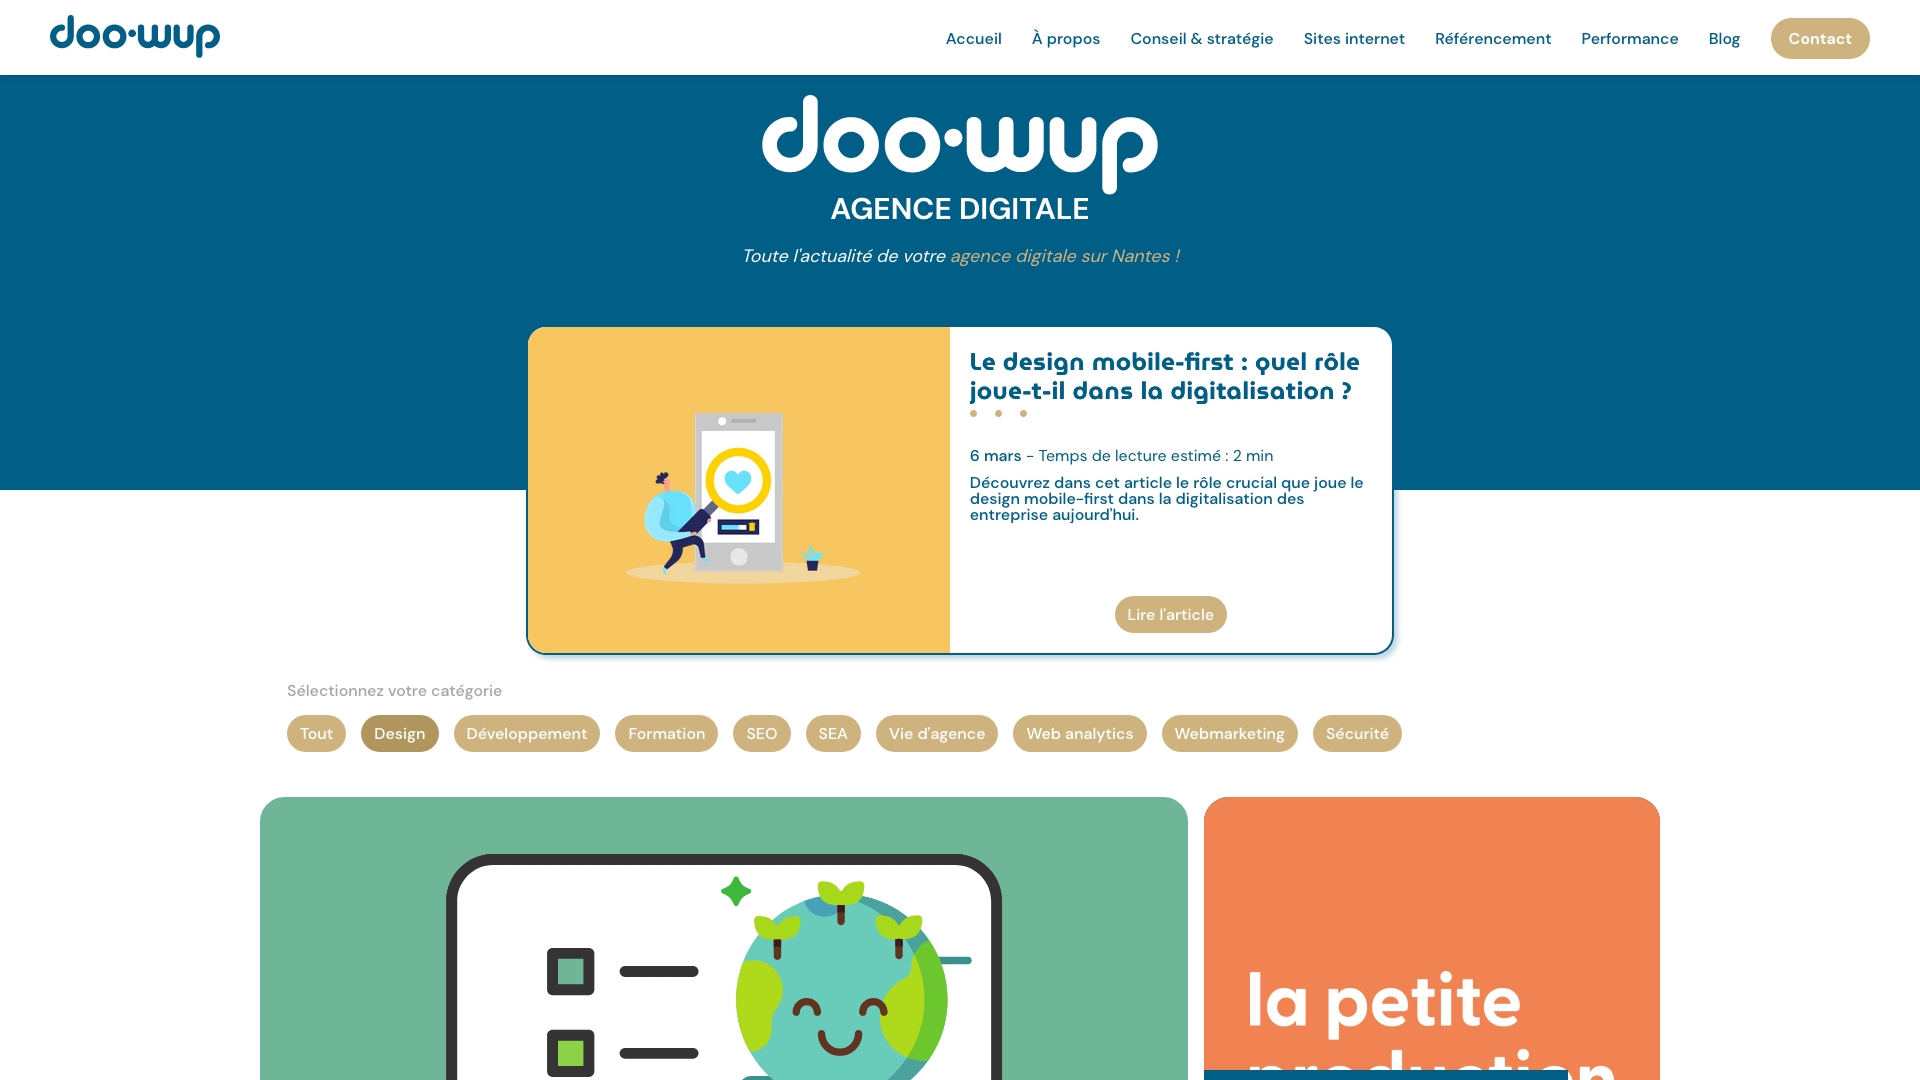 doo•wup
Accueil
À propos
Conseil & stratégie
Sites internet
Référencement
Performance
Blog
Contact
doo•wup
AGENCE DIGITALE
Toute l'actualité de votre agence digitale sur Nantes !
Le design mobile-first : quel rôle
joue-t-il dans la digitalisation ?
6 mars - Temps de lecture estimé : 2 min
Découvrez dans cet article le rôle crucial que joue le
design mobile-first dans la digitalisation des
entreprise aujourd'hui.
Lire l'article
Sélectionnez votre catégorie
Tout
Design
Développement
Formation
SEO
SEA
Vie d'agence
Web analytics
Webmarketing
Sécurité
la petite
production